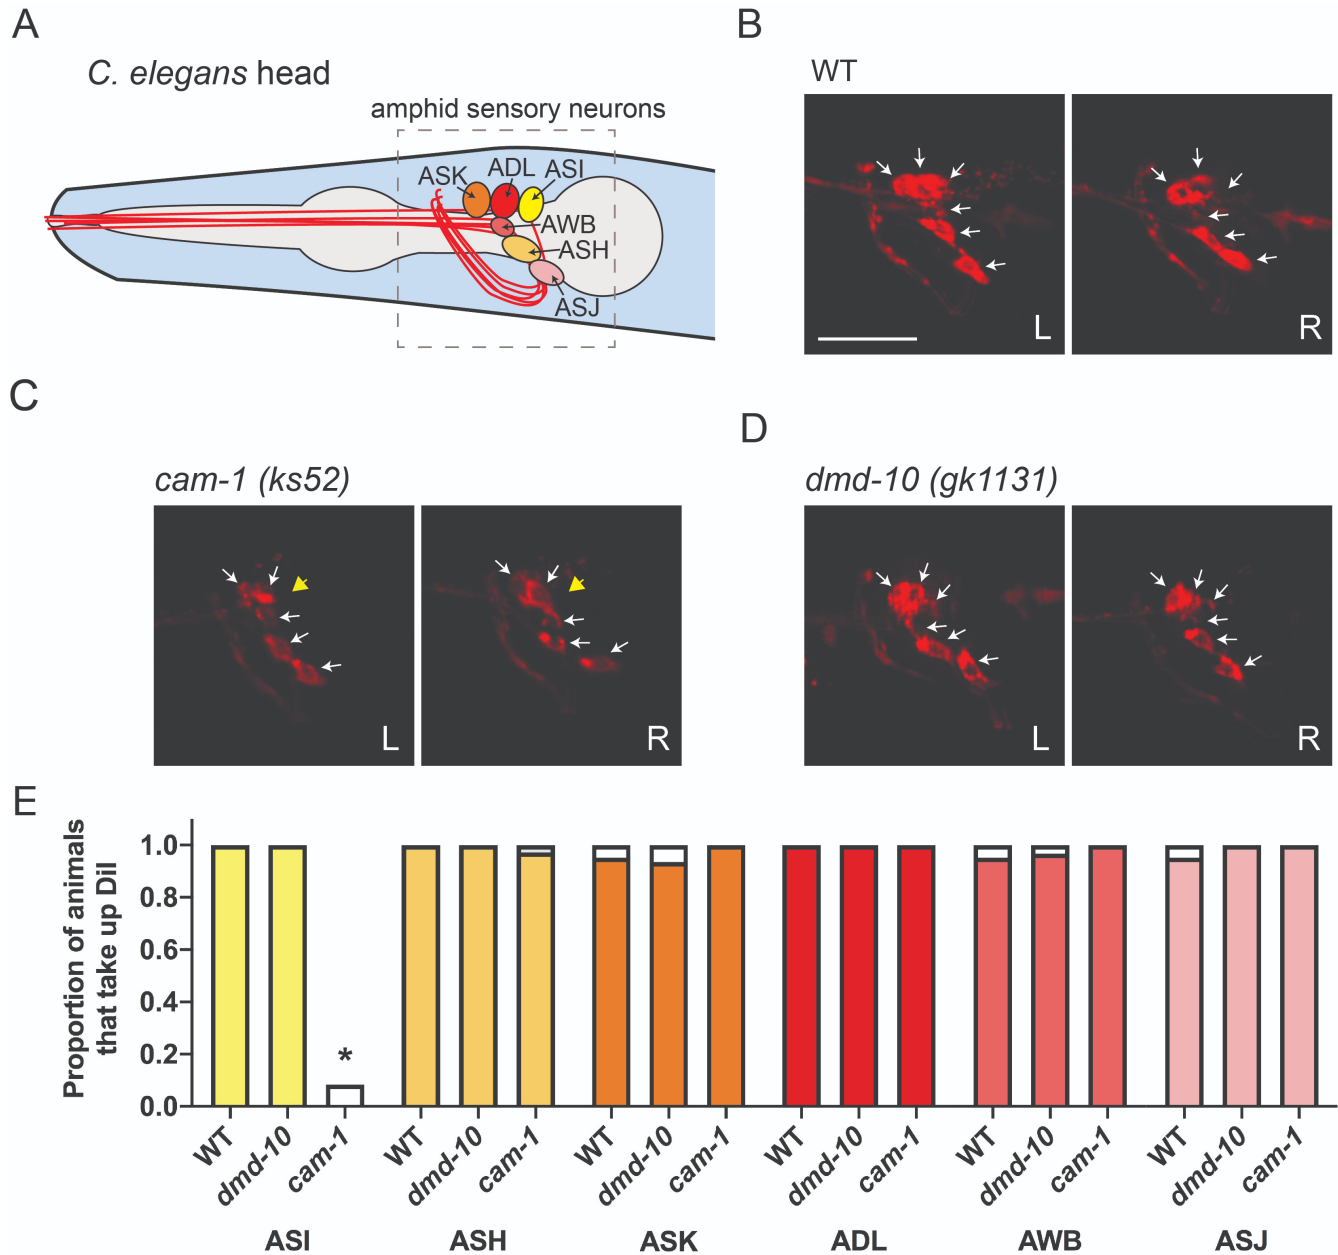 A
C. elegans head
amphid sensory neurons
ASK
ADL
ASI
AWB
ASH
ASJ
B
WT
L
R
C
cam-1 (ks52)
L
R
D
dmd-10 (gk1131)
L
R
E
Proportion of animals
that take up DiI
1.0
0.8
0.6
0.4
0.2
0.0
*
WT
dmd-10
cam-1
WT
dmd-10
cam-1
WT
dmd-10
cam-1
WT
dmd-10
cam-1
WT
dmd-10
cam-1
WT
dmd-10
cam-1
ASI
ASH
ASK
ADL
AWB
ASJ